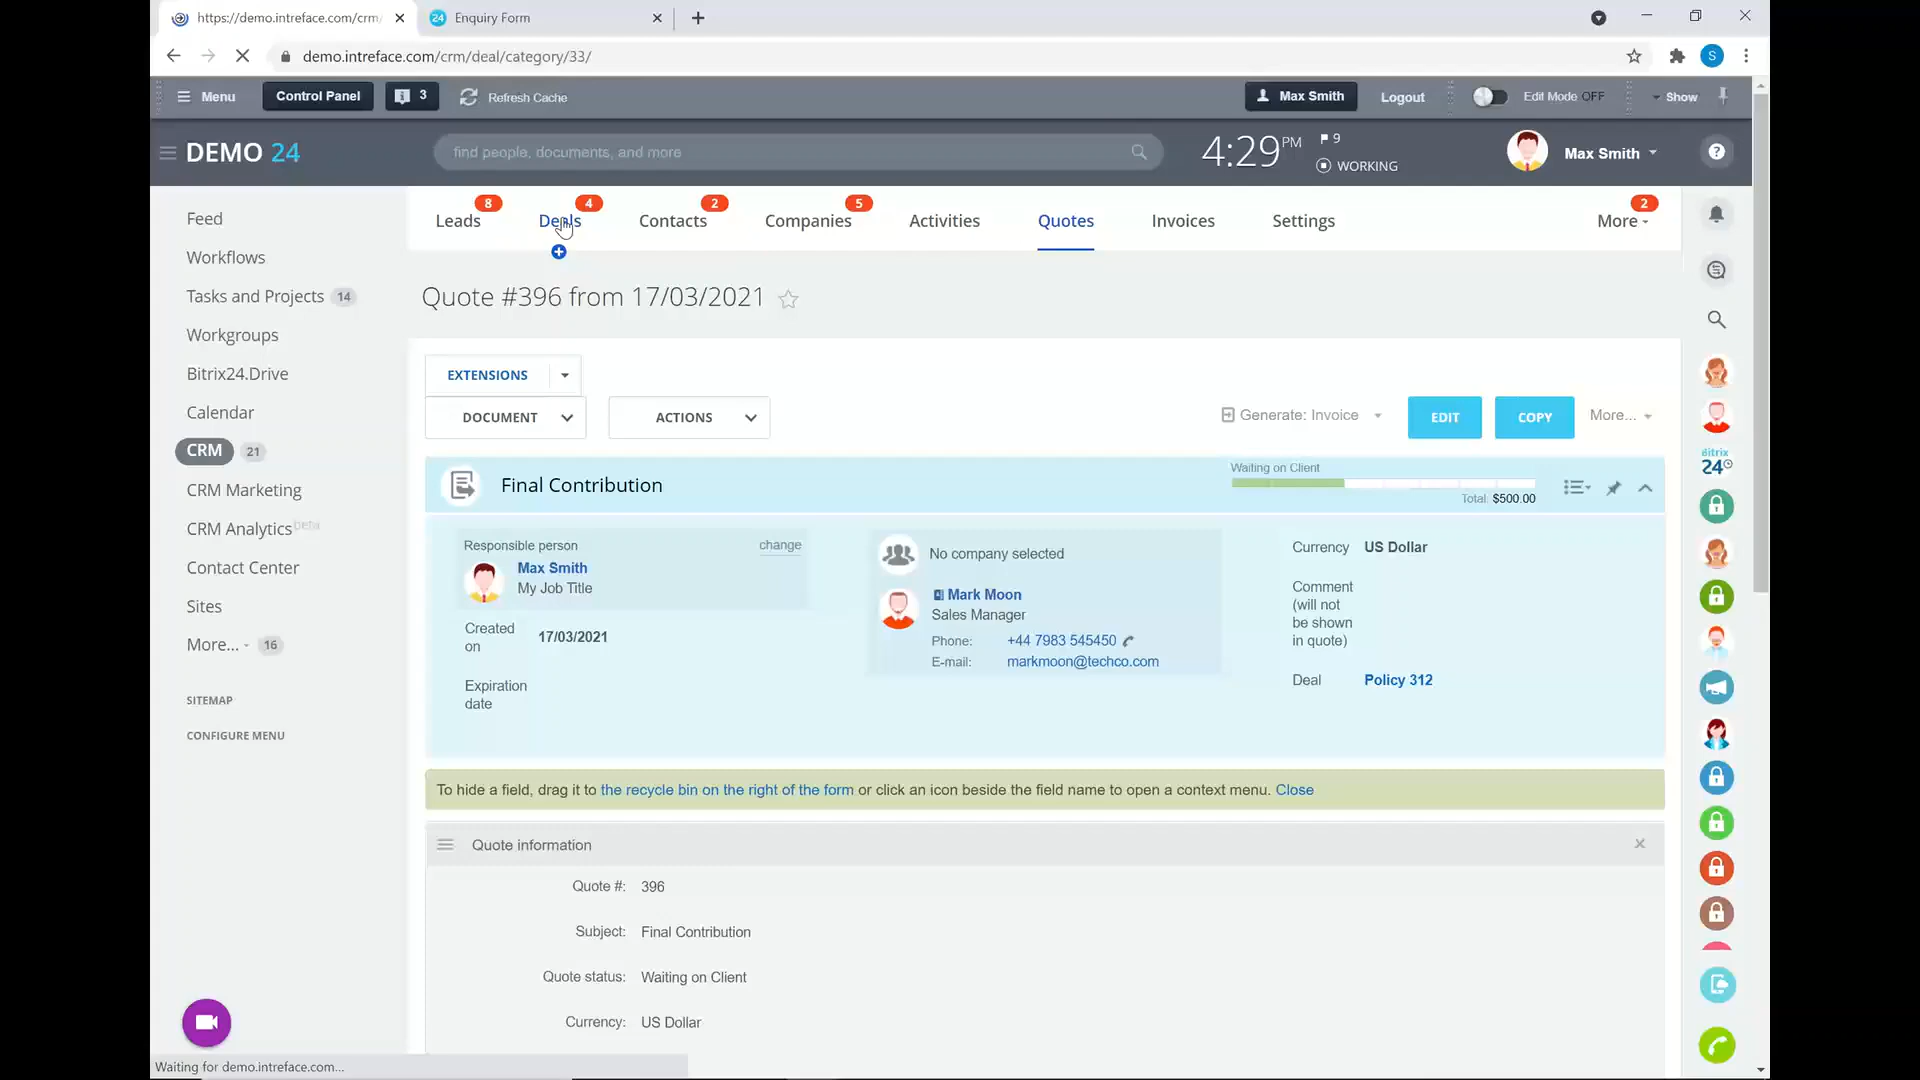 https://demo.intreface.com/crm/
24 Enquiry Form
demo.intreface.com/crm/deal/category/33/
S
Menu
Control Panel
3
Refresh Cache
Max Smith
Logout
Edit Mode OFF
Show
DEMO 24
find people, documents, and more
4:29 PM
9
WORKING
Max Smith
?
Feed
Workflows
Tasks and Projects 14
Workgroups
Bitrix24.Drive
Calendar
CRM 21
CRM Marketing
CRM Analytics beta
Contact Center
Sites
More... 16
SITEMAP
CONFIGURE MENU
Leads 8
Deals 4
Contacts 2
Companies 5
Activities
Quotes
Invoices
Settings
More 2
Quote #396 from 17/03/2021
EXTENSIONS
DOCUMENT
ACTIONS
Generate: Invoice
EDIT
COPY
More...
Final Contribution
Waiting on Client
Total: $500.00
Responsible person
change
Max Smith
My Job Title
Created on
17/03/2021
Expiration date
No company selected
Mark Moon
Sales Manager
Phone: +44 7983 545450
E-mail: markmoon@techco.com
Currency US Dollar
Comment
(will not
be shown
in quote)
Deal Policy 312
To hide a field, drag it to the recycle bin on the right of the form or click an icon beside the field name to open a context menu. Close
Quote information
Quote #: 396
Subject: Final Contribution
Quote status: Waiting on Client
Currency: US Dollar
Bitrix
24
Waiting for demo.intreface.com...